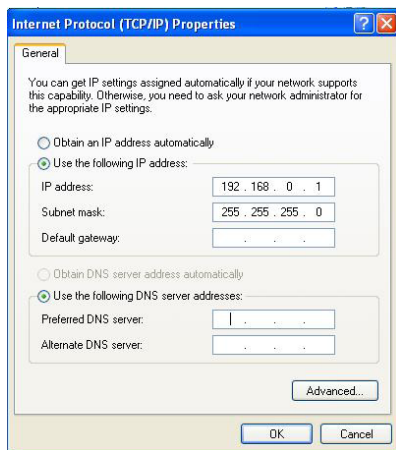 Internet Protocol (TCP/IP) Properties
General
You can get IP settings assigned automatically if your network supports
this capability. Otherwise, you need to ask your network administrator for
the appropriate IP settings.
Obtain an IP address automatically
Use the following IP address:
IP address: 192 . 168 . 0 . 1
Subnet mask: 255 . 255 . 255 . 0
Default gateway: . . .
Obtain DNS server address automatically
Use the following DNS server addresses:
Preferred DNS server: . . .
Alternate DNS server: . . .
Advanced...
OK Cancel